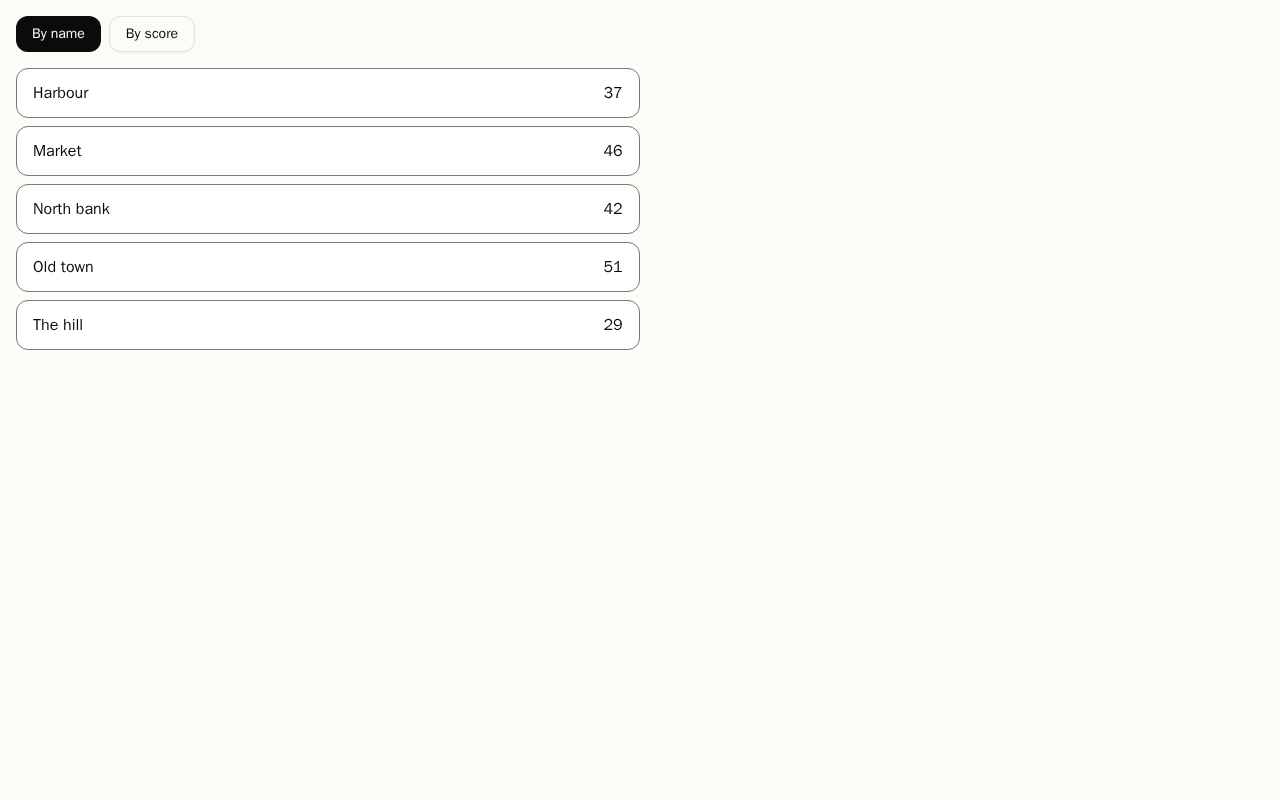 By name By score
Harbour 37
Market 46
North bank 42
Old town 51
The hill 29